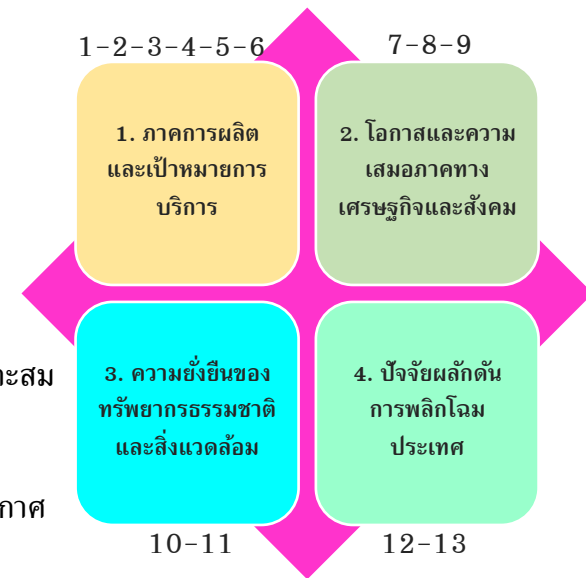 1-2-3-4-5-6
7-8-9
1. ภาคการผลิต
และเป้าหมายการ
บริการ
2. โอกาสและความ
เสมอภาคทาง
เศรษฐกิจและสังคม
3. ความยั่งยืนของ
ทรัพยากรธรรมชาติ
และสิ่งแวดล้อม
4. ปัจจัยผลักดัน
การพลิกโฉม
ประเทศ
10-11
12-13